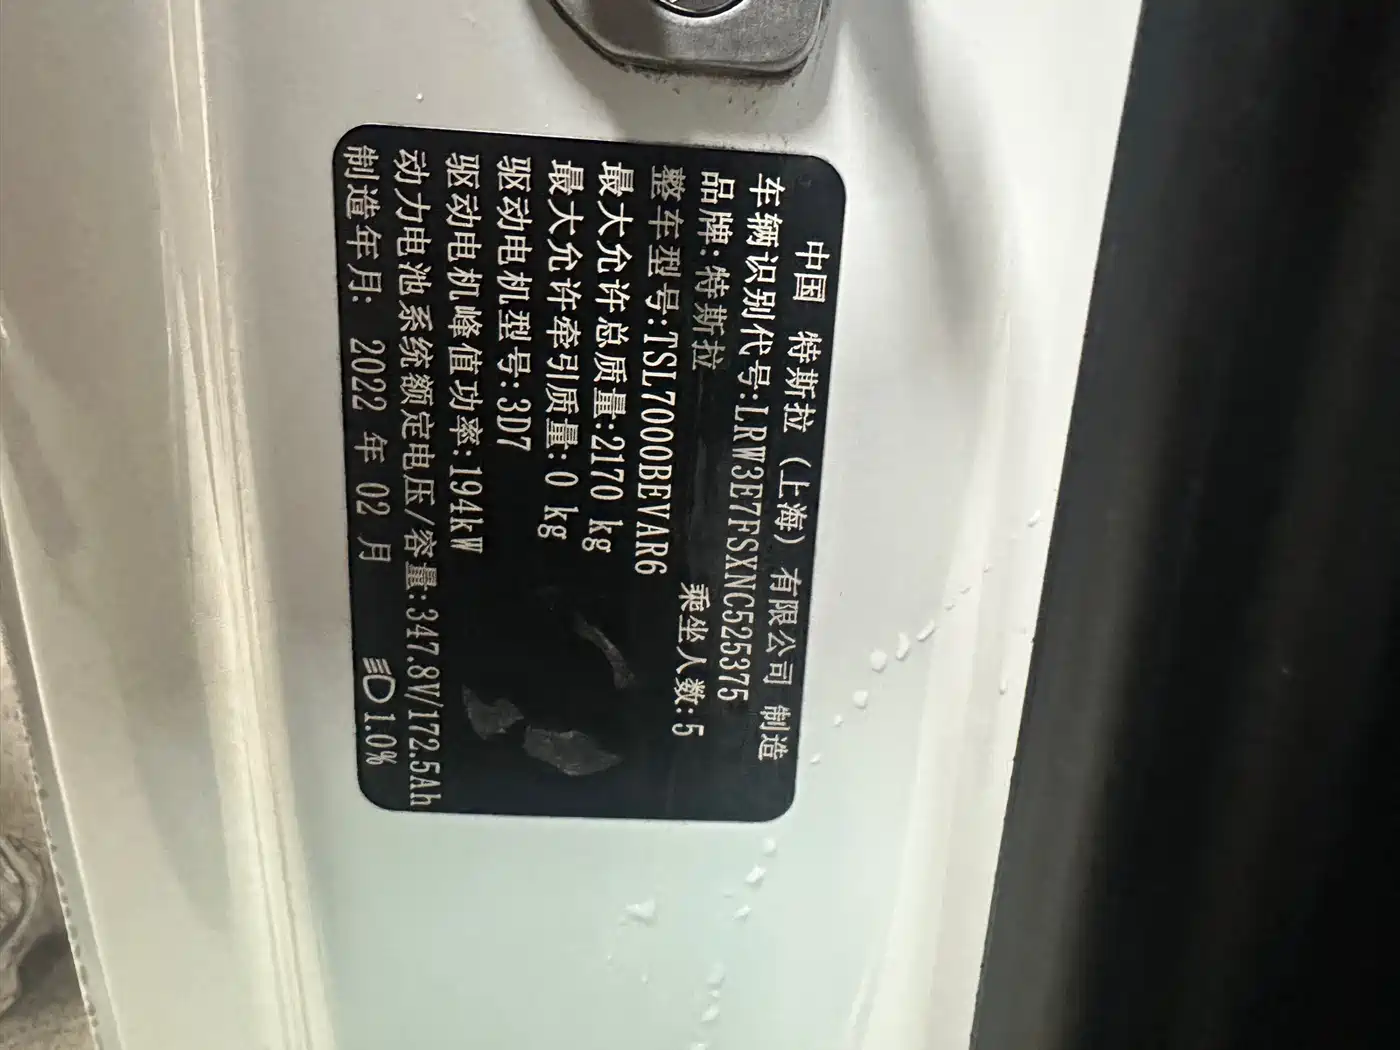 中国 特斯拉（上海）有限公司 制造
车辆识别代号:LRW3E7FSXNC525375
品牌:特斯拉 乘坐人数:5
整车型号:TSL7000BEVAR6
最大允许总质量:2170 kg
最大允许牵引质量:0 kg
驱动电机型号:3D7
驱动电机峰值功率:194kW
动力电池系统额定电压/容量:347.8V/172.5Ah
制造年月: 2022 年 02 月 1.0%